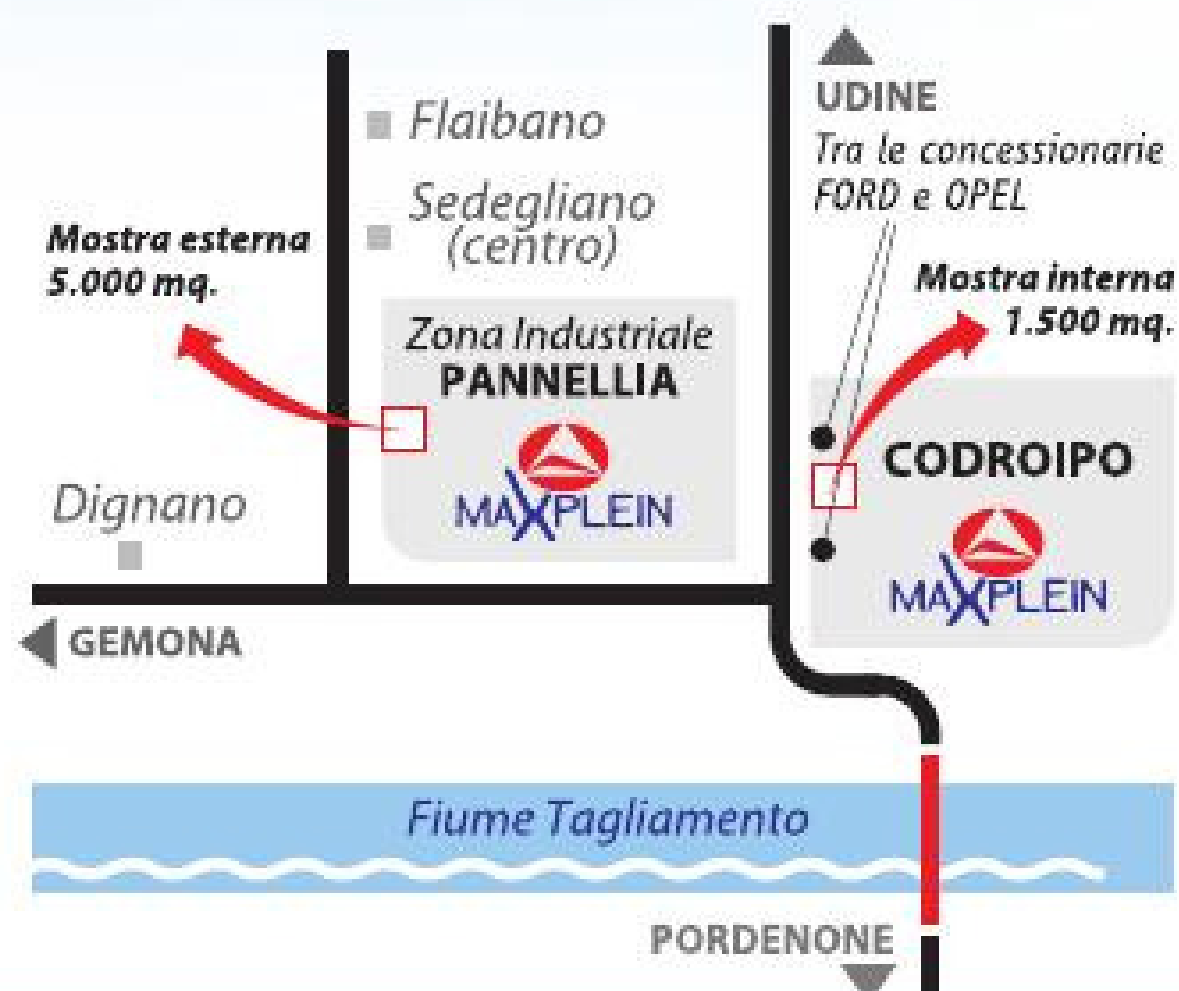 UDINE
Tra le concessionarie
FORD e OPEL
Flaibano
Sedegliano
(centro)
Mostra esterna
5.000 mq.
Mostra interna
1.500 mq.
Zona Industriale
PANNELLIA
MAXPLEIN
CODROIPO
MAXPLEIN
Dignano
GEMONA
Fiume Tagliamento
PORDENONE